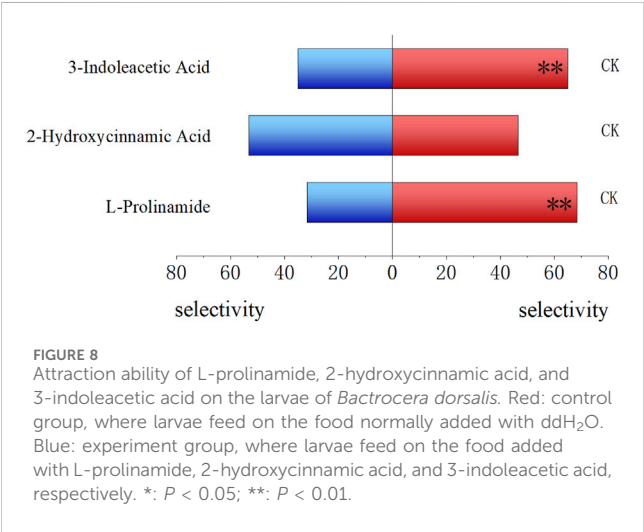 3-Indoleacetic Acid ** CK
2-Hydroxycinnamic Acid CK
L-Prolinamide ** CK
80 60 40 20 0 20 40 60 80
selectivity selectivity
FIGURE 8
Attraction ability of L-prolinamide, 2-hydroxycinnamic acid, and
3-indoleacetic acid on the larvae of Bactrocera dorsalis. Red: control
group, where larvae feed on the food normally added with ddH₂O.
Blue: experiment group, where larvae feed on the food added
with L-prolinamide, 2-hydroxycinnamic acid, and 3-indoleacetic acid,
respectively. *: P < 0.05; **: P < 0.01.